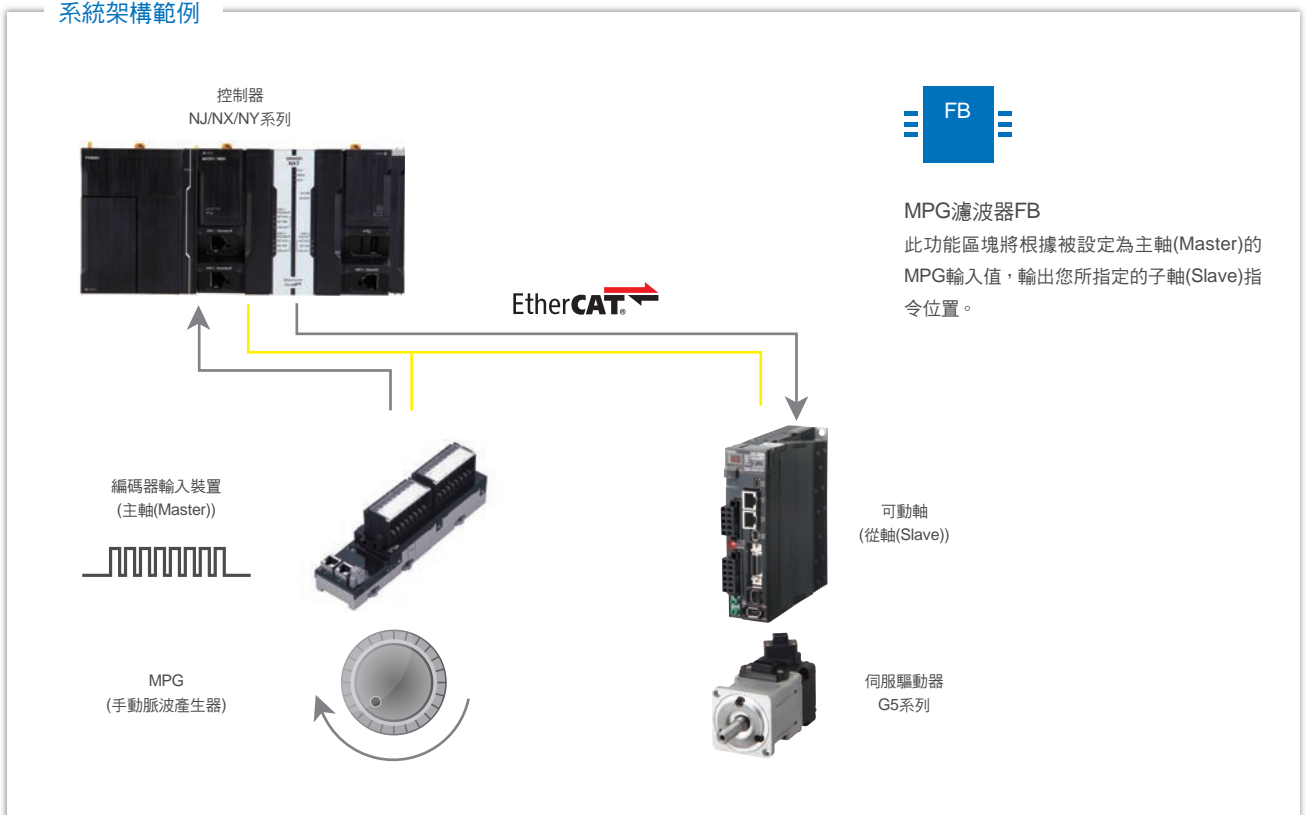 系統架構範例
控制器
NJ/NX/NY系列
FB
MPG濾波器FB
此功能區塊將根據被設定為主軸(Master)的
MPG輸入值，輸出您所指定的子軸(Slave)指
令位置。
EtherCAT®
編碼器輸入裝置
(主軸(Master))
可動軸
(從軸(Slave))
MPG
(手動脈波產生器)
伺服驅動器
G5系列